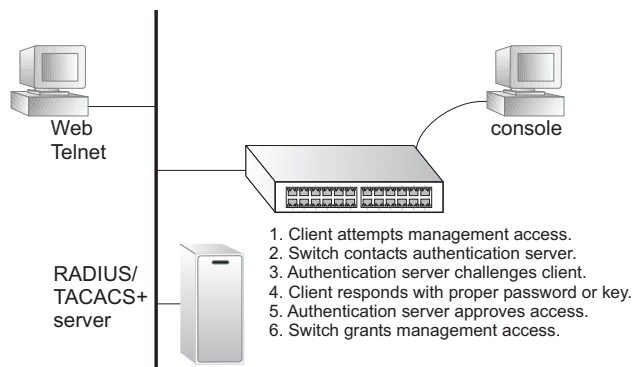 Web
Telnet
console
RADIUS/
TACACS+
server
1. Client attempts management access.
2. Switch contacts authentication server.
3. Authentication server challenges client.
4. Client responds with proper password or key.
5. Authentication server approves access.
6. Switch grants management access.